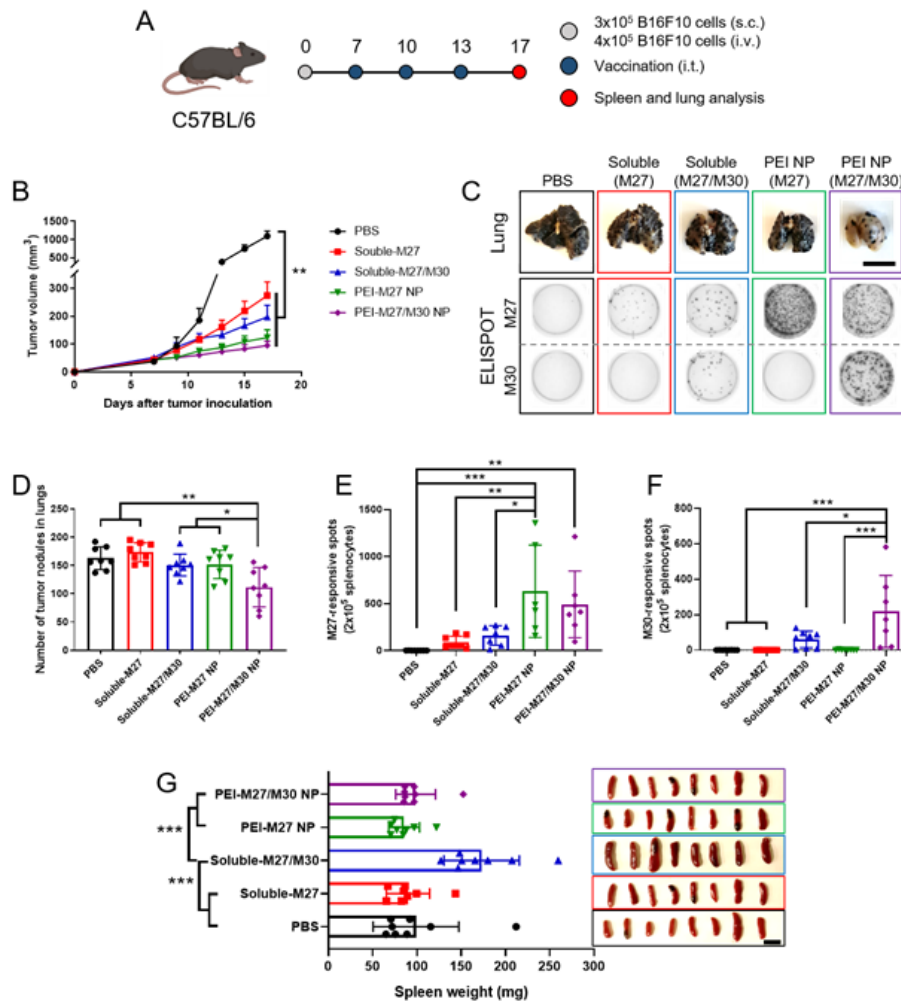 A
C57BL/6
0 7 10 13 17
3x10⁵ B16F10 cells (s.c.)
4x10⁵ B16F10 cells (i.v.)
Vaccination (i.t.)
Spleen and lung analysis
B
Tumor volume (mm³)
1500
1000
500
300
200
100
0
0 5 10 15 20
Days after tumor inoculation
**
PBS
Souble-M27
Soluble-M27/M30
PEI-M27 NP
PEI-M27/M30 NP
C
PBS
Soluble (M27)
Soluble (M27/M30)
PEI NP (M27)
PEI NP (M27/M30)
Lung
ELISPOT
M27
M30
D
Number of tumor nodules in lungs
250
200
150
100
50
0
**
*
PBS
Soluble-M27
Soluble-M27/M30
PEI-M27 NP
PEI-M27/M30 NP
E
M27-responsive spots
(2x10⁵ splenocytes)
1500
1000
500
0
**
***
**
*
PBS
Soluble-M27
Soluble-M27/M30
PEI-M27 NP
PEI-M27/M30 NP
F
M30-responsive spots
(2x10⁵ splenocytes)
800
600
400
200
0
***
*
***
PBS
Soluble-M27
Soluble-M27/M30
PEI-M27 NP
PEI-M27/M30 NP
G
PEI-M27/M30 NP
PEI-M27 NP
Soluble-M27/M30
Soluble-M27
PBS
***
***
0 50 100 150 200 250 300
Spleen weight (mg)